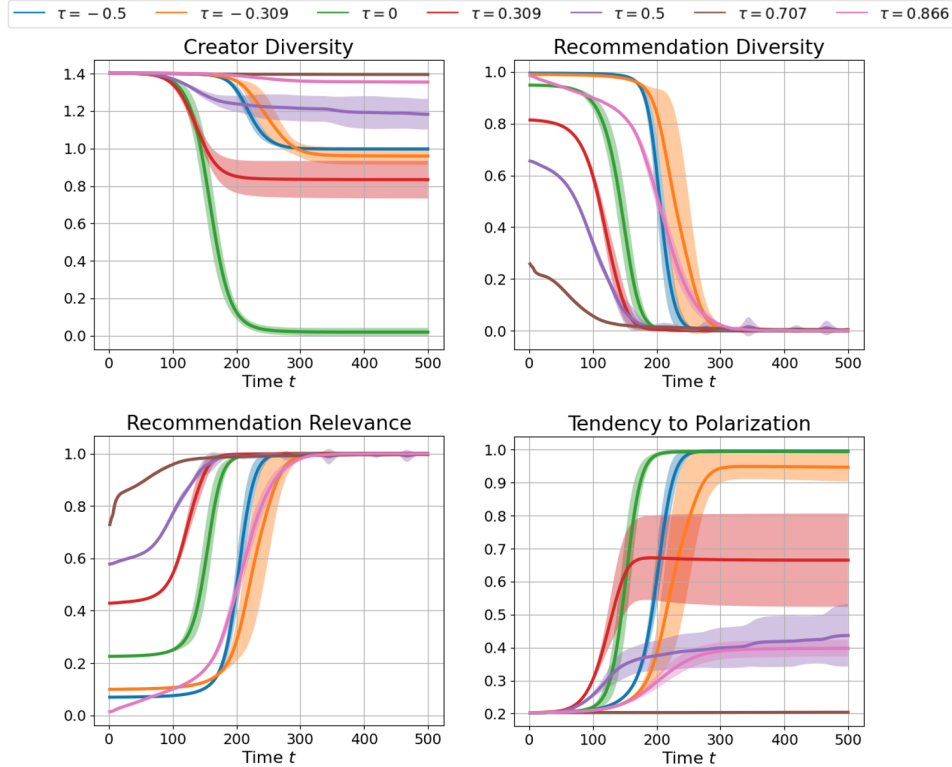 τ = −0.5 τ = −0.309 τ = 0 τ = 0.309 τ = 0.5 τ = 0.707 τ = 0.866
Creator Diversity
1.4
1.2
1.0
0.8
0.6
0.4
0.2
0.0
0 100 200 300 400 500
Time t
Recommendation Diversity
1.0
0.8
0.6
0.4
0.2
0.0
0 100 200 300 400 500
Time t
Recommendation Relevance
1.0
0.8
0.6
0.4
0.2
0.0
0 100 200 300 400 500
Time t
Tendency to Polarization
1.0
0.9
0.8
0.7
0.6
0.5
0.4
0.3
0.2
0 100 200 300 400 500
Time t